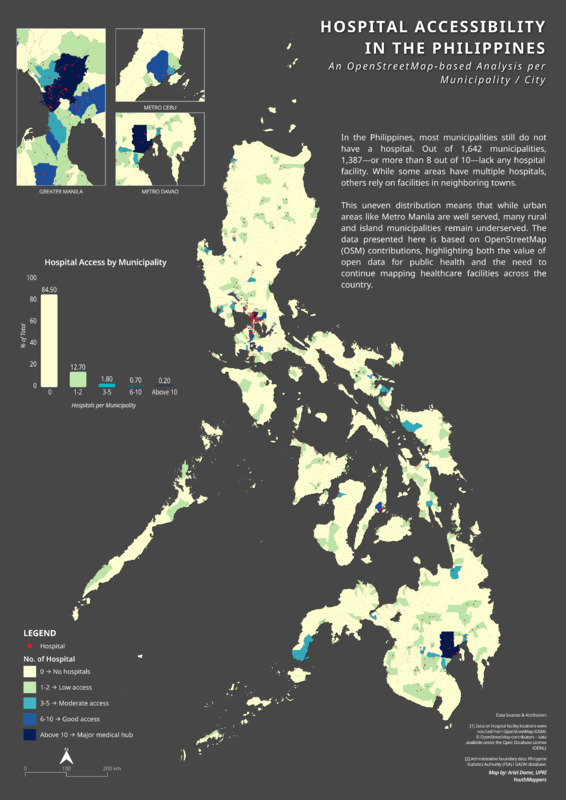 HOSPITAL ACCESSIBILITY
IN THE PHILIPPINES
An OpenStreetMap-based Analysis per
Municipality / City
In the Philippines, most municipalities still do not
have a hospital. Out of 1,642 municipalities,
1,387—or more than 8 out of 10—lack any hospital
facility. While some areas have multiple hospitals,
others rely on facilities in neighboring towns.
This uneven distribution means that while urban
areas like Metro Manila are well served, many rural
and island municipalities remain underserved. The
data presented here is based on OpenStreetMap
(OSM) contributions, highlighting both the value of
open data for public health and the need to
continue mapping healthcare facilities across the
country.
GREATER MANILA
METRO CEBU
METRO DAVAO
Hospital Access by Municipality
% of Total
100
80
60
40
20
0
84.50
12.70
1.80
0.70
0.20
0
1-2
3-5
6-10
Above 10
Hospitals per Municipality
LEGEND
Hospital
No. of Hospital
0 → No hospitals
1-2 → Low access
3-5 → Moderate access
6-10 → Good access
Above 10 → Major medical hub
N
0 100 200 km
Data Sources & Attribution:
[1] Data on hospital facility locations were
sourced from OpenStreetMap (OSM).
© OpenStreetMap contributors – data
available under the Open Database License
(ODbL).
[2] Administrative boundary data: Philippine
Statistics Authority (PSA) / GADM database.
Map by: Ariel Dome, UPRI
YouthMappers